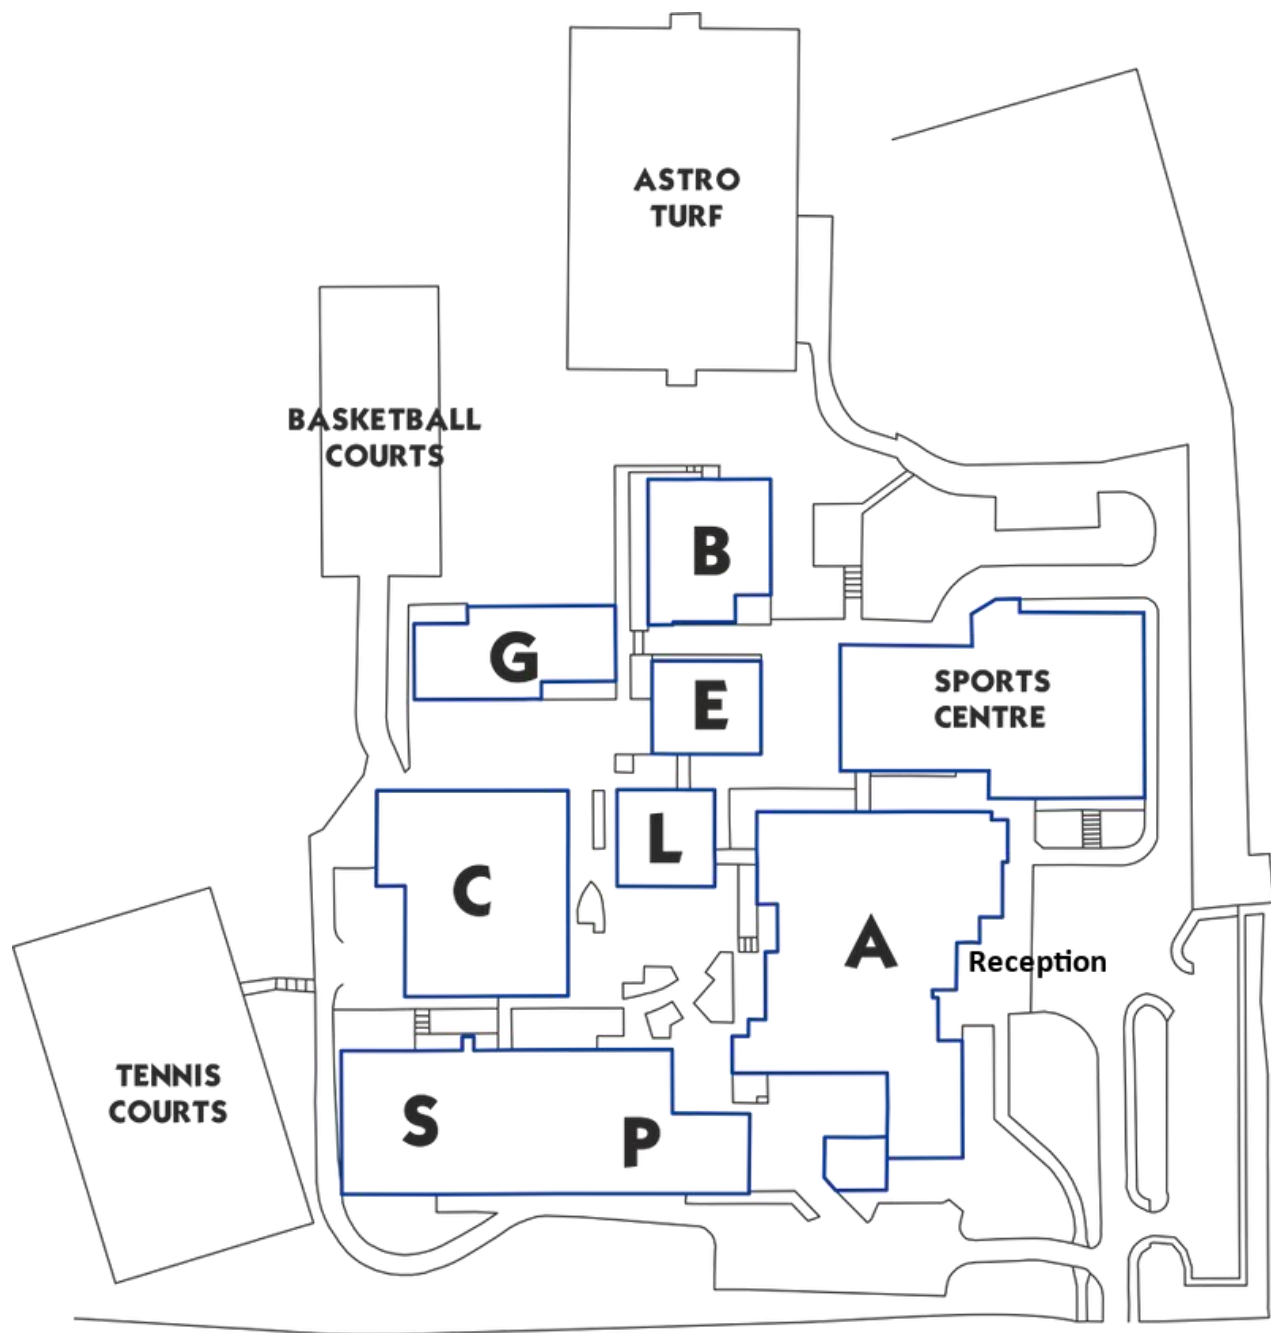 ASTRO
TURF
BASKETBALL
COURTS
B
G
E
SPORTS
CENTRE
L
C
A
Reception
TENNIS
COURTS
S
P